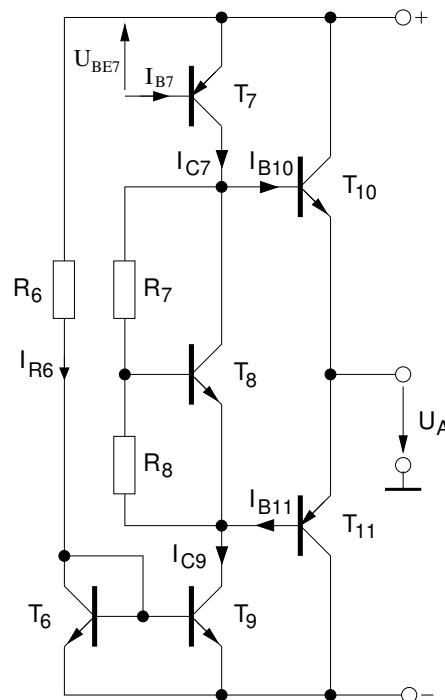 +
U_BE7
I_B7
T_7
I_C7
I_B10
T_10
R_6
R_7
I_R6
T_8
U_A
R_8
I_B11
T_11
I_C9
T_6
T_9
−